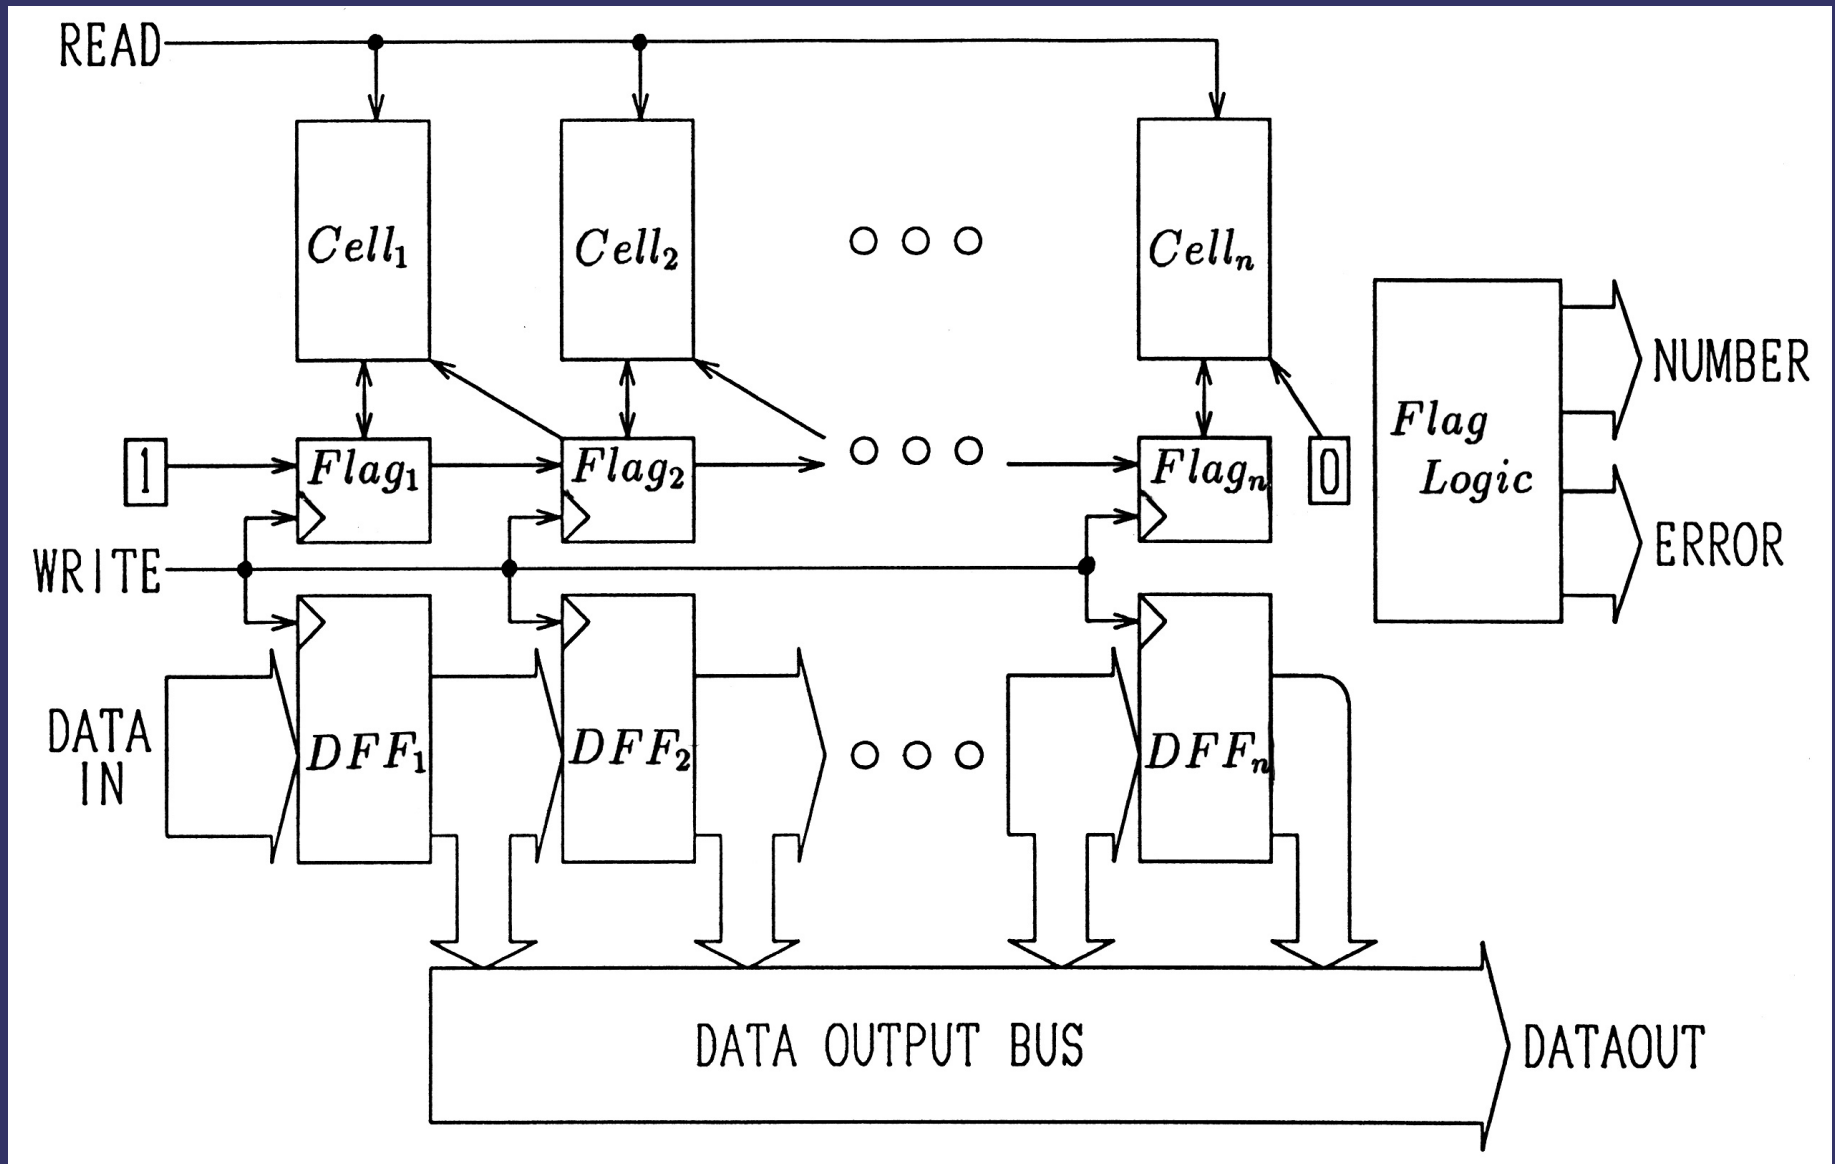 READ
Cell₁
Cell₂
Cellₙ
1
Flag₁
Flag₂
Flagₙ
0
Flag
Logic
NUMBER
ERROR
WRITE
DATA
IN
DFF₁
DFF₂
DFFₙ
DATA OUTPUT BUS
DATAOUT